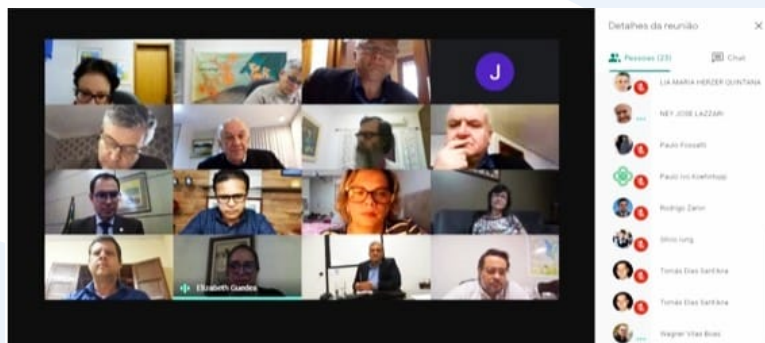 Detalhes da reunião
Pessoas (23)
Chat
LIA MARIA HERZER QUINTANA
NEY JOSÉ LAZZARI
Paulo Fossatti
Paulo Ivo Koehntopp
Rodrigo Zanin
Silvio Iung
Tomás Dias Sant'Ana
Tomás Dias Sant'Ana
Wagner Vilas Boas
J
Elizabeth Guedes